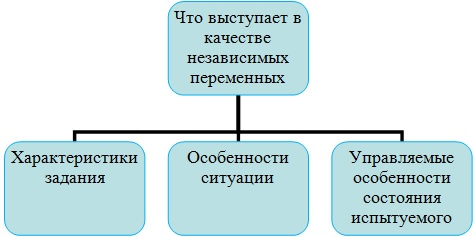 Что выступает в
качестве
независимых
переменных
Характеристики
задания
Особенности
ситуации
Управляемые
особенности
состояния
испытуемого